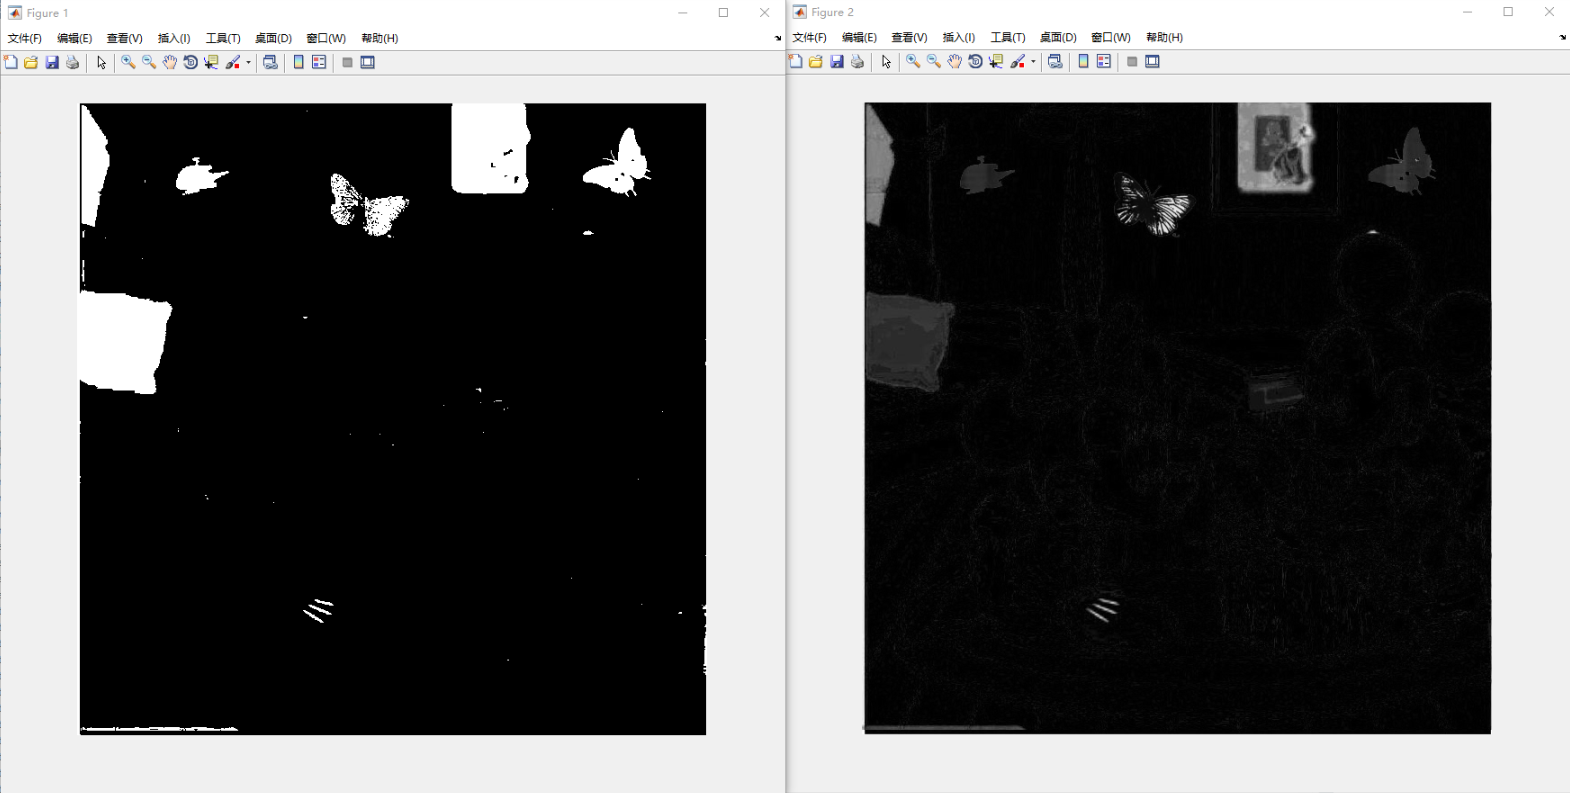 Figure 1
文件(F) 编辑(E) 查看(V) 插入(I) 工具(T) 桌面(D) 窗口(W) 帮助(H)
Figure 2
文件(F) 编辑(E) 查看(V) 插入(I) 工具(T) 桌面(D) 窗口(W) 帮助(H)